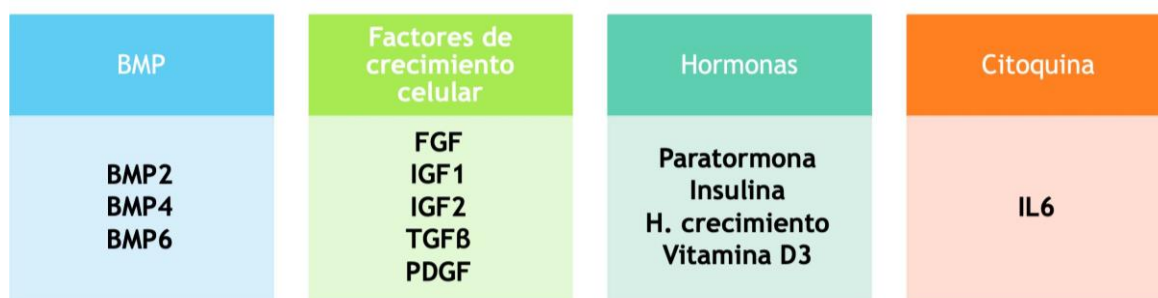 BMP
BMP2
BMP4
BMP6
Factores de
crecimiento
celular
FGF
IGF1
IGF2
TGFß
PDGF
Hormonas
Paratormona
Insulina
H. crecimiento
Vitamina D3
Citoquina
IL6